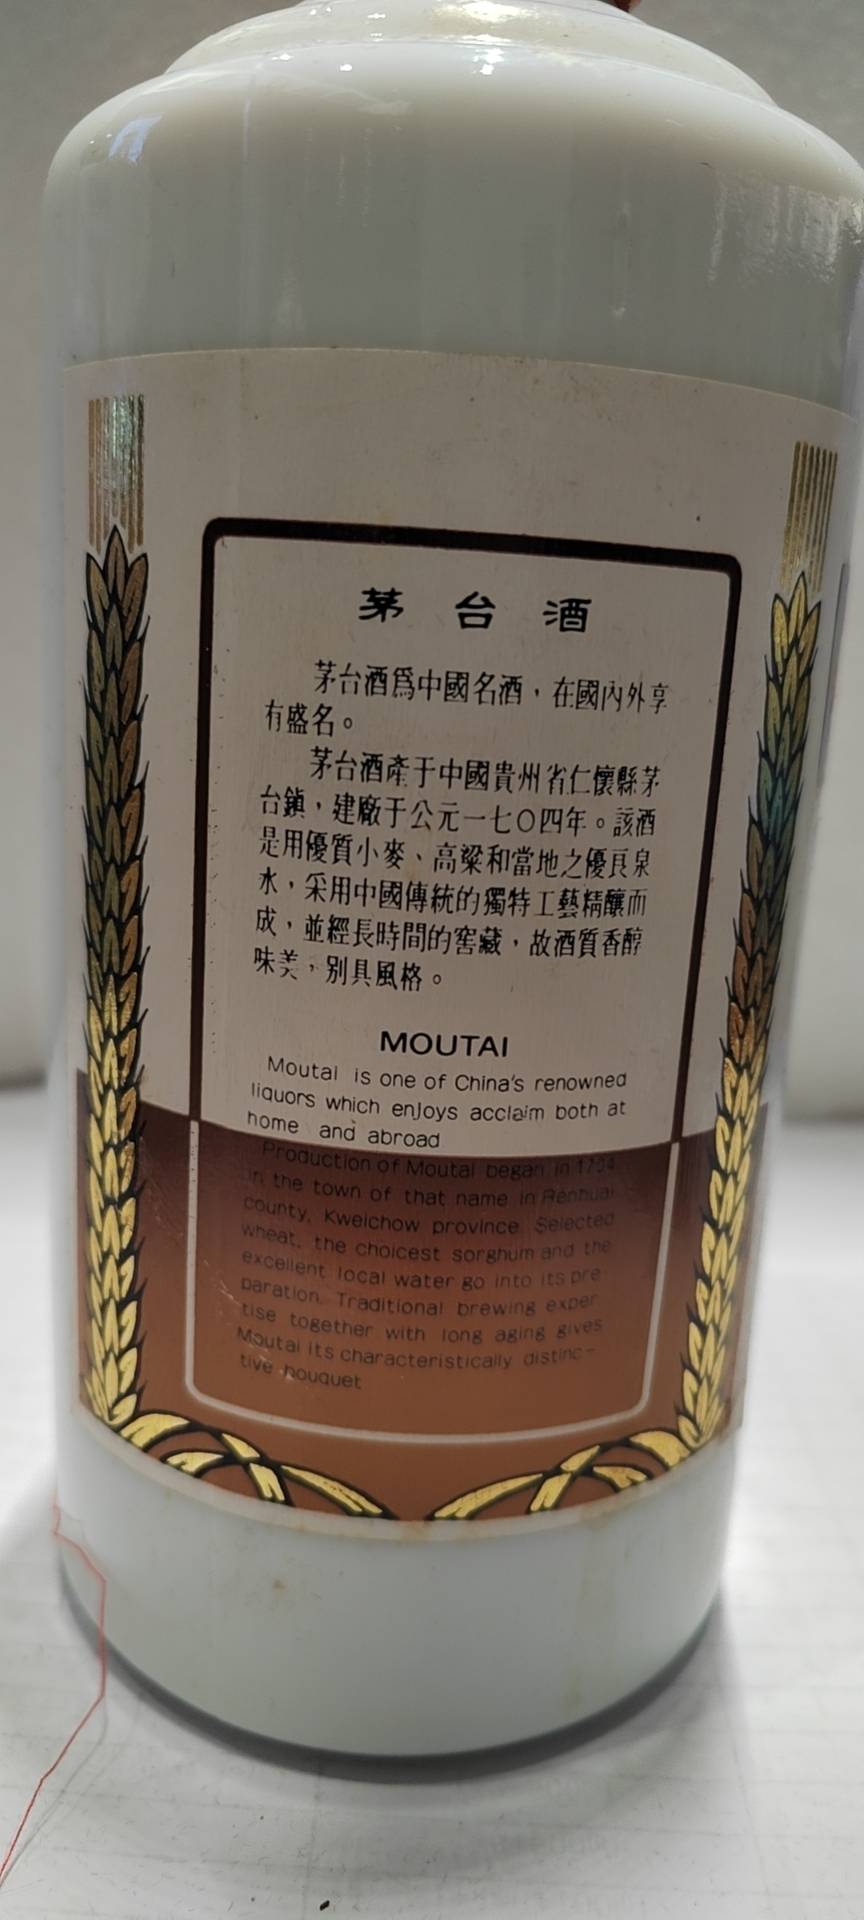 茅台酒
茅台酒爲中國名酒，在國內外享
有盛名。
茅台酒產于中國貴州省仁懷縣茅
台鎮，建廠于公元一七〇四年。該酒
是用優質小麥、高粱和當地之優良泉
水，采用中國傳統的獨特工藝精釀而
成，並經長時間的窖藏，故酒質香醇
味美，别具風格。
MOUTAI
Moutai is one of China's renowned
liquors which enjoys acclaim both at
home and abroad
Production of Moutai began in 1704
in the town of that name in Renhuai
county, Kweichow province. Selected
wheat, the choicest sorghum and the
excellent local water go into its pre
paration. Traditional brewing exper
tise together with long aging gives
Moutai its characteristically distinc-
tive bouquet